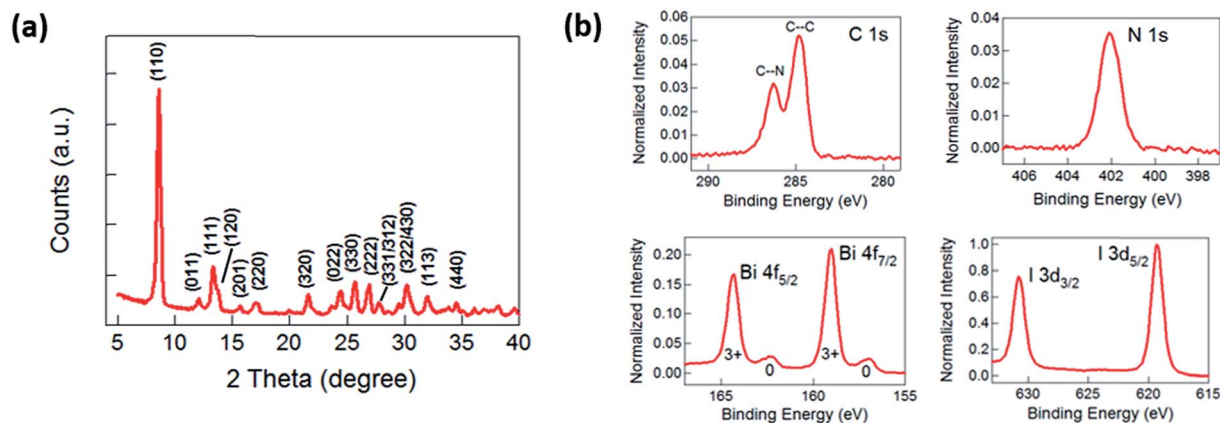 (a)
Counts (a.u.)
(110)
(011)
(111)
(120)
(201)
(220)
(320)
(022)
(330)
(222)
(331/312)
(322/430)
(113)
(440)
5 10 15 20 25 30 35 40
2 Theta (degree)
(b)
Normalized Intensity
0.06
0.05
0.04
0.03
0.02
0.01
0.00
C--N
C--C
C 1s
290 285 280
Binding Energy (eV)
Normalized Intensity
0.04
0.03
0.02
0.01
0.00
N 1s
406 404 402 400 398
Binding Energy (eV)
Normalized Intensity
0.20
0.15
0.10
0.05
0.00
Bi 4f5/2
Bi 4f7/2
3+
0
3+
0
165 160 155
Binding Energy (eV)
Normalized Intensity
1.0
0.8
0.6
0.4
0.2
0.0
I 3d3/2
I 3d5/2
630 625 620 615
Binding Energy (eV)